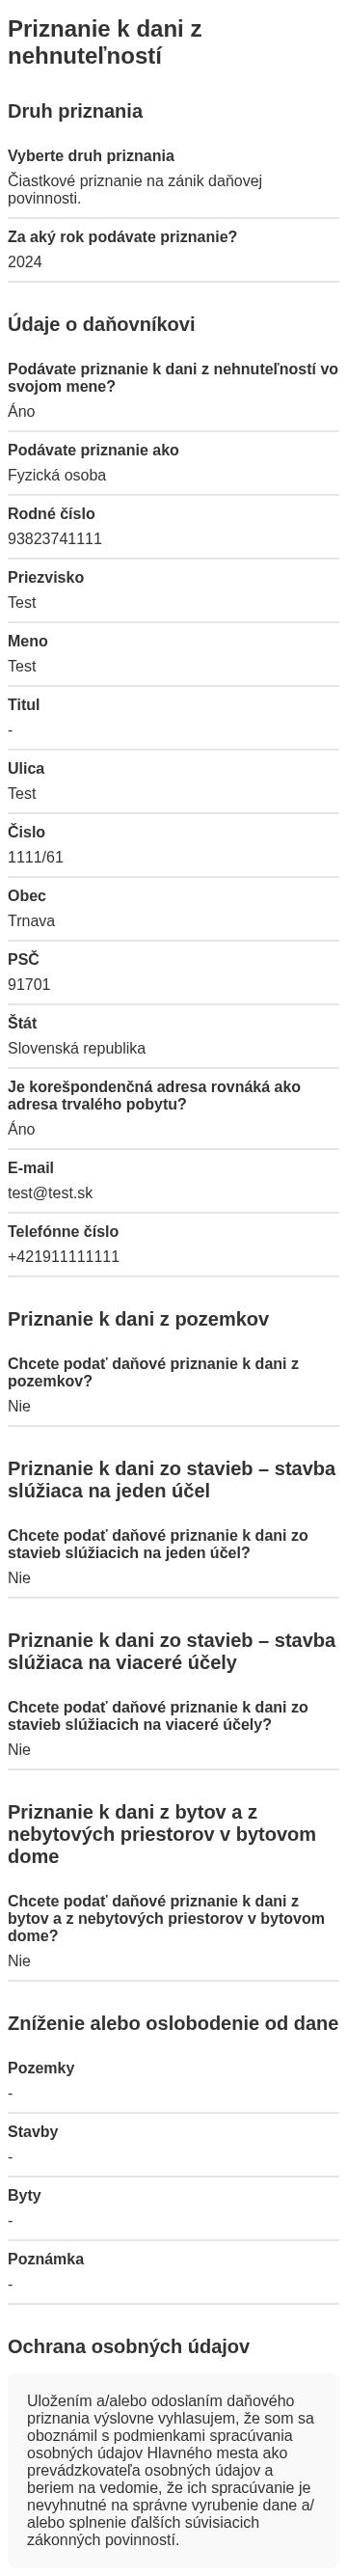 Priznanie k dani z
nehnuteľností
Druh priznania
Vyberte druh priznania
Čiastkové priznanie na zánik daňovej
povinnosti.
Za aký rok podávate priznanie?
2024
Údaje o daňovníkovi
Podávate priznanie k dani z nehnuteľností vo
svojom mene?
Áno
Podávate priznanie ako
Fyzická osoba
Rodné číslo
93823741111
Priezvisko
Test
Meno
Test
Titul
-
Ulica
Test
Čislo
1111/61
Obec
Trnava
PSČ
91701
Štát
Slovenská republika
Je korešpondenčná adresa rovnáká ako
adresa trvalého pobytu?
Áno
E-mail
test@test.sk
Telefónne číslo
+421911111111
Priznanie k dani z pozemkov
Chcete podať daňové priznanie k dani z
pozemkov?
Nie
Priznanie k dani zo stavieb – stavba
slúžiaca na jeden účel
Chcete podať daňové priznanie k dani zo
stavieb slúžiacich na jeden účel?
Nie
Priznanie k dani zo stavieb – stavba
slúžiaca na viaceré účely
Chcete podať daňové priznanie k dani zo
stavieb slúžiacich na viaceré účely?
Nie
Priznanie k dani z bytov a z
nebytových priestorov v bytovom
dome
Chcete podať daňové priznanie k dani z
bytov a z nebytových priestorov v bytovom
dome?
Nie
Zníženie alebo oslobodenie od dane
Pozemky
-
Stavby
-
Byty
-
Poznámka
-
Ochrana osobných údajov
Uložením a/alebo odoslaním daňového
priznania výslovne vyhlasujem, že som sa
oboznámil s podmienkami spracúvania
osobných údajov Hlavného mesta ako
prevádzkovateľa osobných údajov a
beriem na vedomie, že ich spracúvanie je
nevyhnutné na správne vyrubenie dane a/
alebo splnenie ďalších súvisiacich
zákonných povinností.